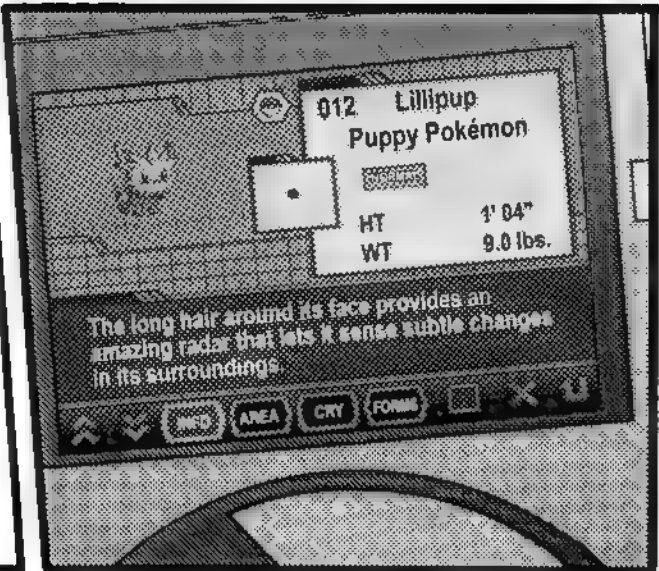 012 Lillipup
Puppy Pokémon
HT 1' 04"
WT 9.0 lbs.
The long hair around its face provides an
amazing radar that lets it sense subtle changes
in its surroundings.
INFO AREA CRY FORMS